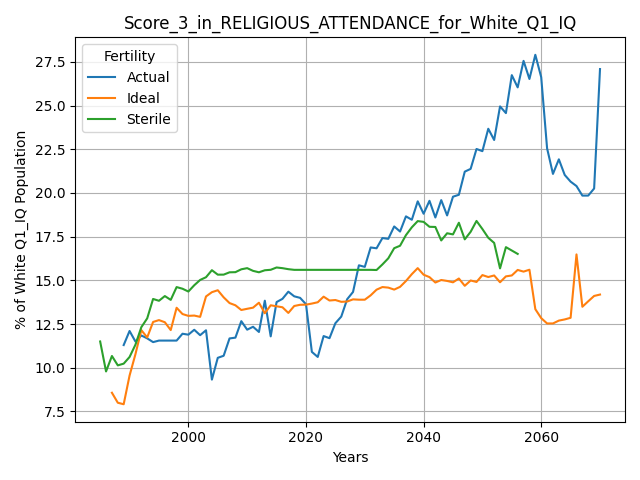 Score_3_in_RELIGIOUS_ATTENDANCE_for_White_Q1_IQ
Fertility
Actual
Ideal
Sterile
% of White Q1_IQ Population
27.5
25.0
22.5
20.0
17.5
15.0
12.5
10.0
7.5
2000 2020 2040 2060
Years